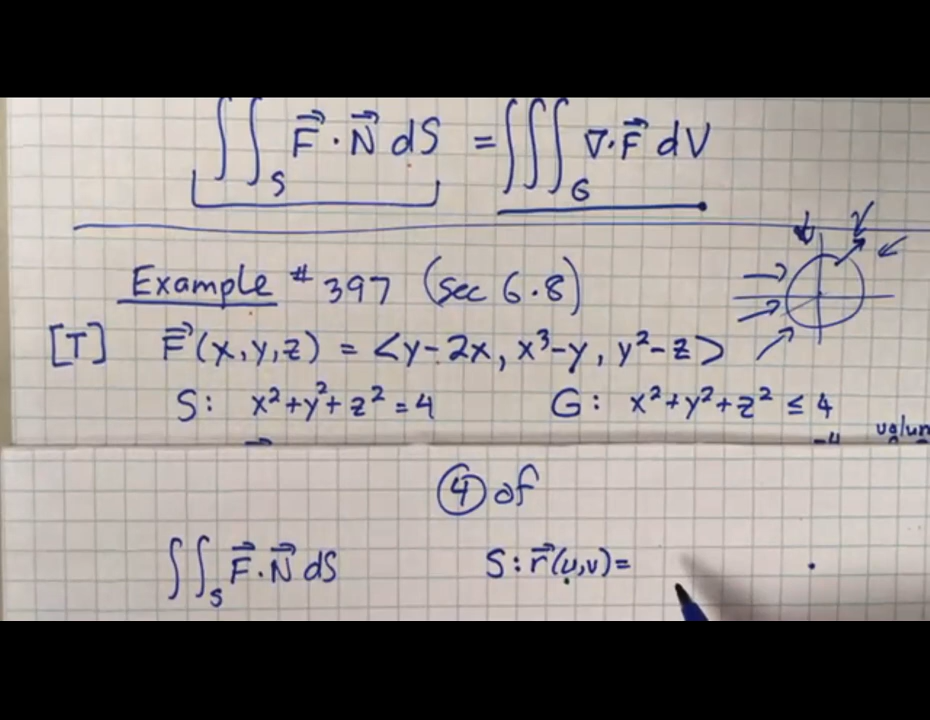 ∫∫_S F⃗ · N⃗ dS = ∫∫∫_G ∇·F⃗ dV
Example #397 (sec 6.8)
[T] F⃗(x,y,z) = <y-2x, x³-y, y²-z>
S: x²+y²+z²=4 G: x²+y²+z² ≤ 4
④ of
∫∫_S F⃗·N⃗ dS S: r⃗(u,v)=